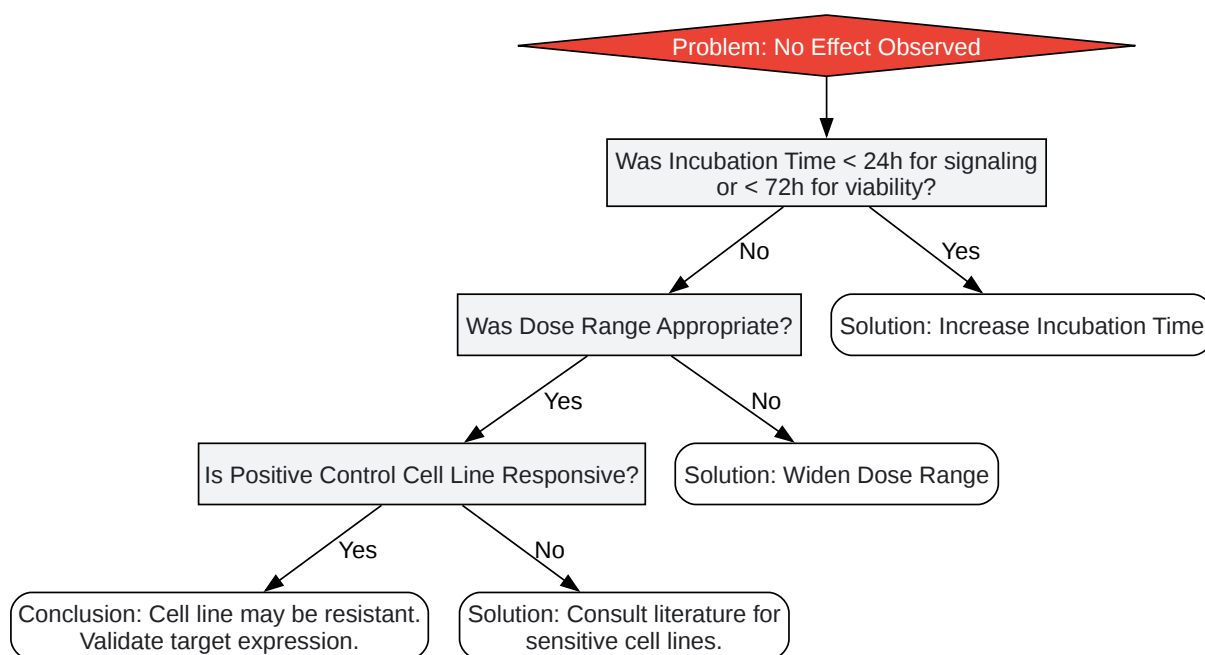 Problem: No Effect Observed
Was Incubation Time < 24h for signaling
or < 72h for viability?
No
Yes
Was Dose Range Appropriate?
Solution: Increase Incubation Time
Yes
No
Is Positive Control Cell Line Responsive?
Solution: Widen Dose Range
Yes
No
Conclusion: Cell line may be resistant.
Validate target expression.
Solution: Consult literature for
sensitive cell lines.